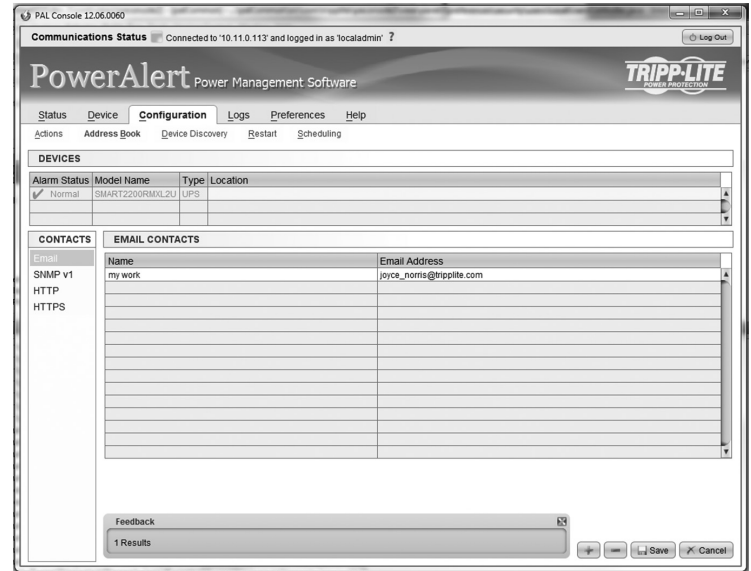 PAL Console 12.06.0060
Communications Status Connected to '10.11.0.113' and logged in as 'localadmin' ? Log Out
PowerAlert Power Management Software
TRIPP·LITE
POWER PROTECTION
Status Device Configuration Logs Preferences Help
Actions Address Book Device Discovery Restart Scheduling
DEVICES
Alarm Status Model Name Type Location
Normal SMART2200RMXL2U UPS
CONTACTS EMAIL CONTACTS
Email Name Email Address
SNMP v1 my work joyce_norris@tripplite.com
HTTP
HTTPS
Feedback
1 Results
Save Cancel